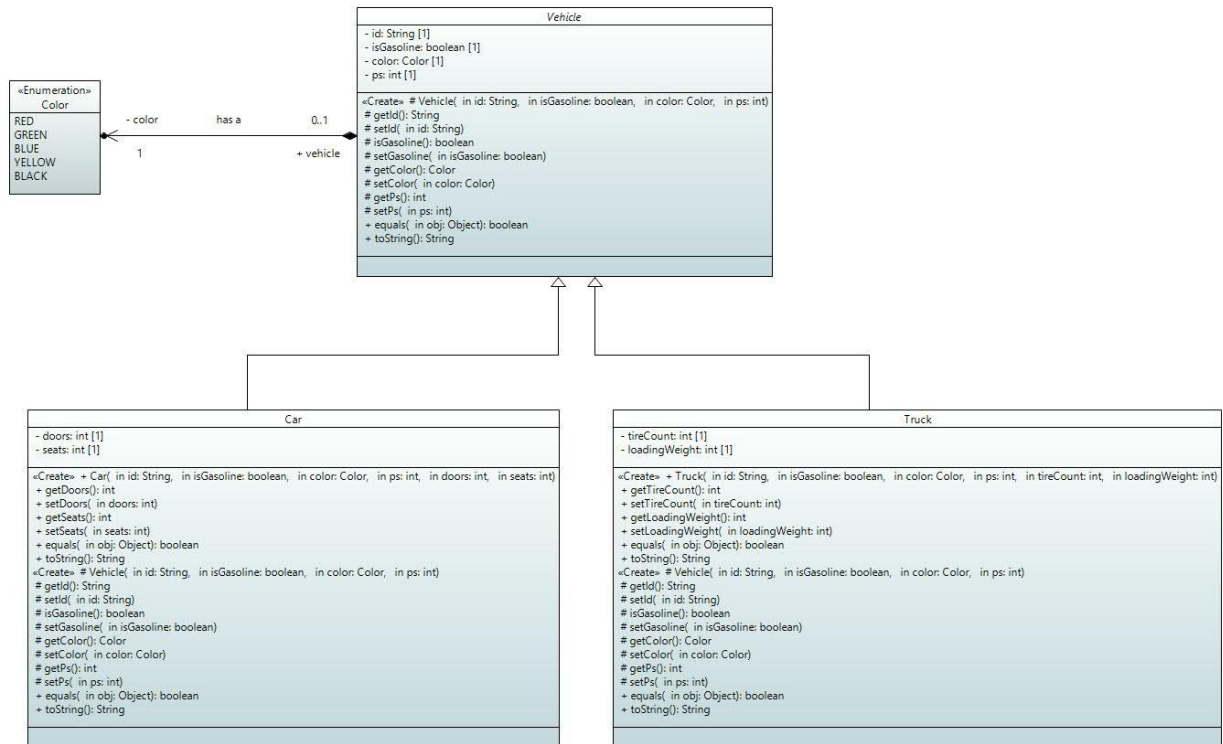 Vehicle
- id: String [1]
- isGasoline: boolean [1]
- color: Color [1]
- ps: int [1]
«Create» # Vehicle( in id: String, in isGasoline: boolean, in color: Color, in ps: int)
# getId(): String
# setId( in id: String)
# isGasoline(): boolean
# setGasoline( in isGasoline: boolean)
# getColor(): Color
# setColor( in color: Color)
# getPs(): int
# setPs( in ps: int)
+ equals( in obj: Object): boolean
+ toString(): String
«Enumeration»
Color
RED
GREEN
BLUE
YELLOW
BLACK
- color has a 0..1
1 + vehicle
Car
- doors: int [1]
- seats: int [1]
«Create» + Car( in id: String, in isGasoline: boolean, in color: Color, in ps: int, in doors: int, in seats: int)
+ getDoors(): int
+ setDoors( in doors: int)
+ getSeats(): int
+ setSeats( in seats: int)
+ equals( in obj: Object): boolean
+ toString(): String
«Create» # Vehicle( in id: String, in isGasoline: boolean, in color: Color, in ps: int)
# getId(): String
# setId( in id: String)
# isGasoline(): boolean
# setGasoline( in isGasoline: boolean)
# getColor(): Color
# setColor( in color: Color)
# getPs(): int
# setPs( in ps: int)
+ equals( in obj: Object): boolean
+ toString(): String
Truck
- tireCount: int [1]
- loadingWeight: int [1]
«Create» + Truck( in id: String, in isGasoline: boolean, in color: Color, in ps: int, in tireCount: int, in loadingWeight: int)
+ getTireCount(): int
+ setTireCount( in tireCount: int)
+ getLoadingWeight(): int
+ setLoadingWeight( in loadingWeight: int)
+ equals( in obj: Object): boolean
+ toString(): String
«Create» # Vehicle( in id: String, in isGasoline: boolean, in color: Color, in ps: int)
# getId(): String
# setId( in id: String)
# isGasoline(): boolean
# setGasoline( in isGasoline: boolean)
# getColor(): Color
# setColor( in color: Color)
# getPs(): int
# setPs( in ps: int)
+ equals( in obj: Object): boolean
+ toString(): String